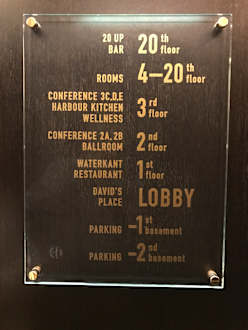 20 UP
BAR 20th floor
ROOMS 4–20th floor
CONFERENCE 3C,D,E
HARBOUR KITCHEN
WELLNESS 3rd floor
CONFERENCE 2A, 2B
BALLROOM 2nd floor
WATERKANT
RESTAURANT 1st floor
DAVID'S
PLACE LOBBY
PARKING –1st basement
PARKING –2nd basement